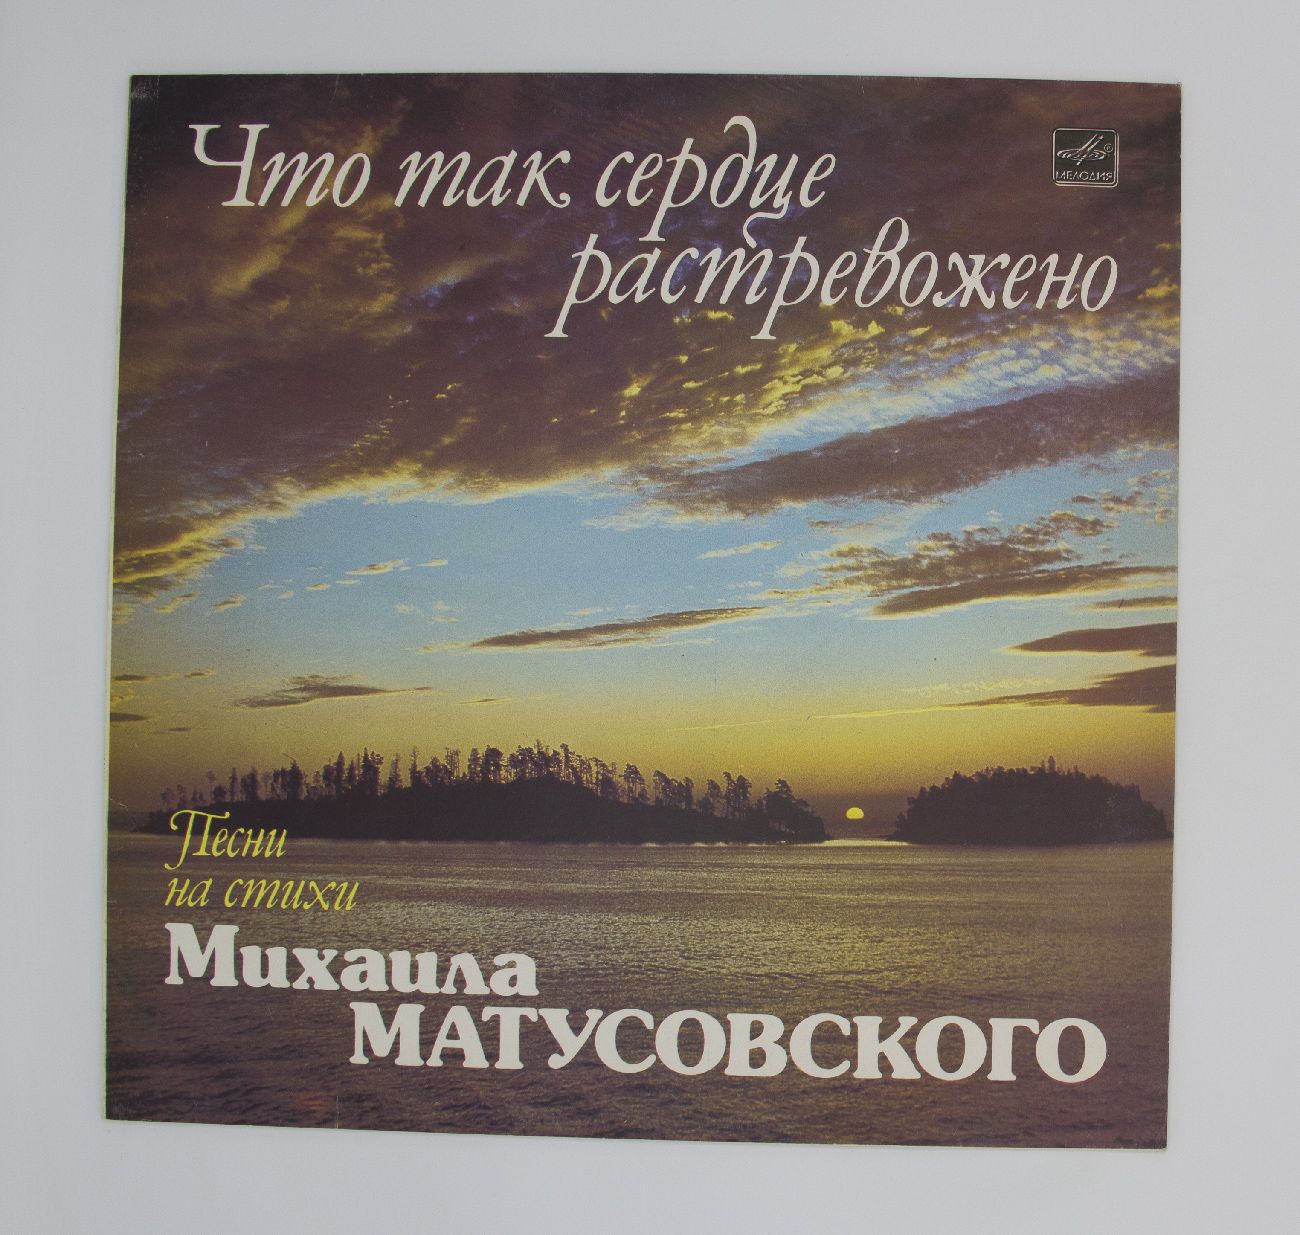 Что так сердце
растревожено
МЕЛОДИЯ
Песни
на стихи
Михаила
МАТУСОВСКОГО